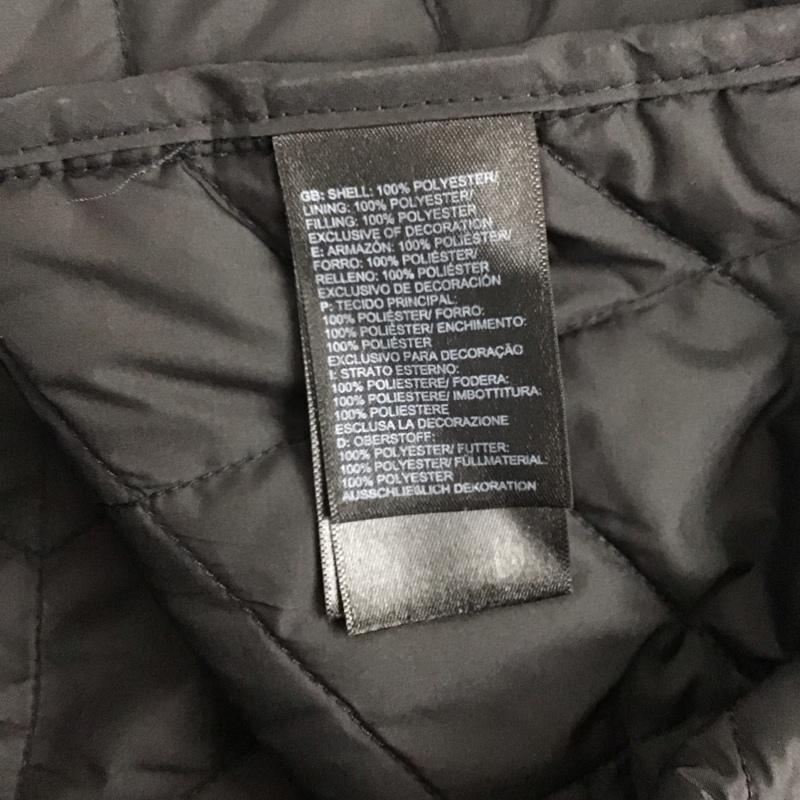 GB: SHELL: 100% POLYESTER/
LINING: 100% POLYESTER/
FILLING: 100% POLYESTER
EXCLUSIVE OF DECORATION
E: ARMAZÓN: 100% POLIÉSTER/
FORRO: 100% POLIÉSTER/
RELLENO: 100% POLIÉSTER
EXCLUSIVO DE DECORACIÓN
P: TECIDO PRINCIPAL:
100% POLIÉSTER/ FORRO:
100% POLIÉSTER/ ENCHIMENTO:
100% POLIÉSTER
EXCLUSIVO PARA DECORAÇÃO
I: STRATO ESTERNO:
100% POLIESTERE/ FODERA:
100% POLIESTERE/ IMBOTTITURA:
100% POLIESTERE
ESCLUSA LA DECORAZIONE
D: OBERSTOFF:
100% POLYESTER/ FUTTER:
100% POLYESTER/ FÜLLMATERIAL:
100% POLYESTER
AUSSCHLIEßLICH DEKORATION